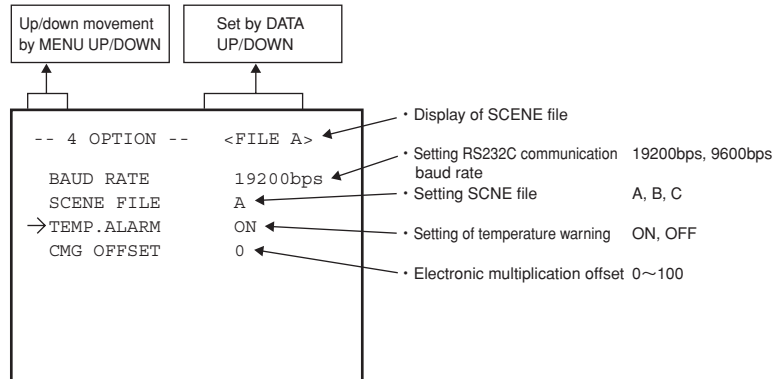 Up/down movement
by MENU UP/DOWN
Set by DATA
UP/DOWN
-- 4 OPTION -- <FILE A>
・Display of SCENE file
BAUD RATE 19200bps
・Setting RS232C communication 19200bps, 9600bps
baud rate
SCENE FILE A
・Setting SCNE file A, B, C
→TEMP.ALARM ON
・Setting of temperature warning ON, OFF
CMG OFFSET 0
・Electronic multiplication offset 0～100